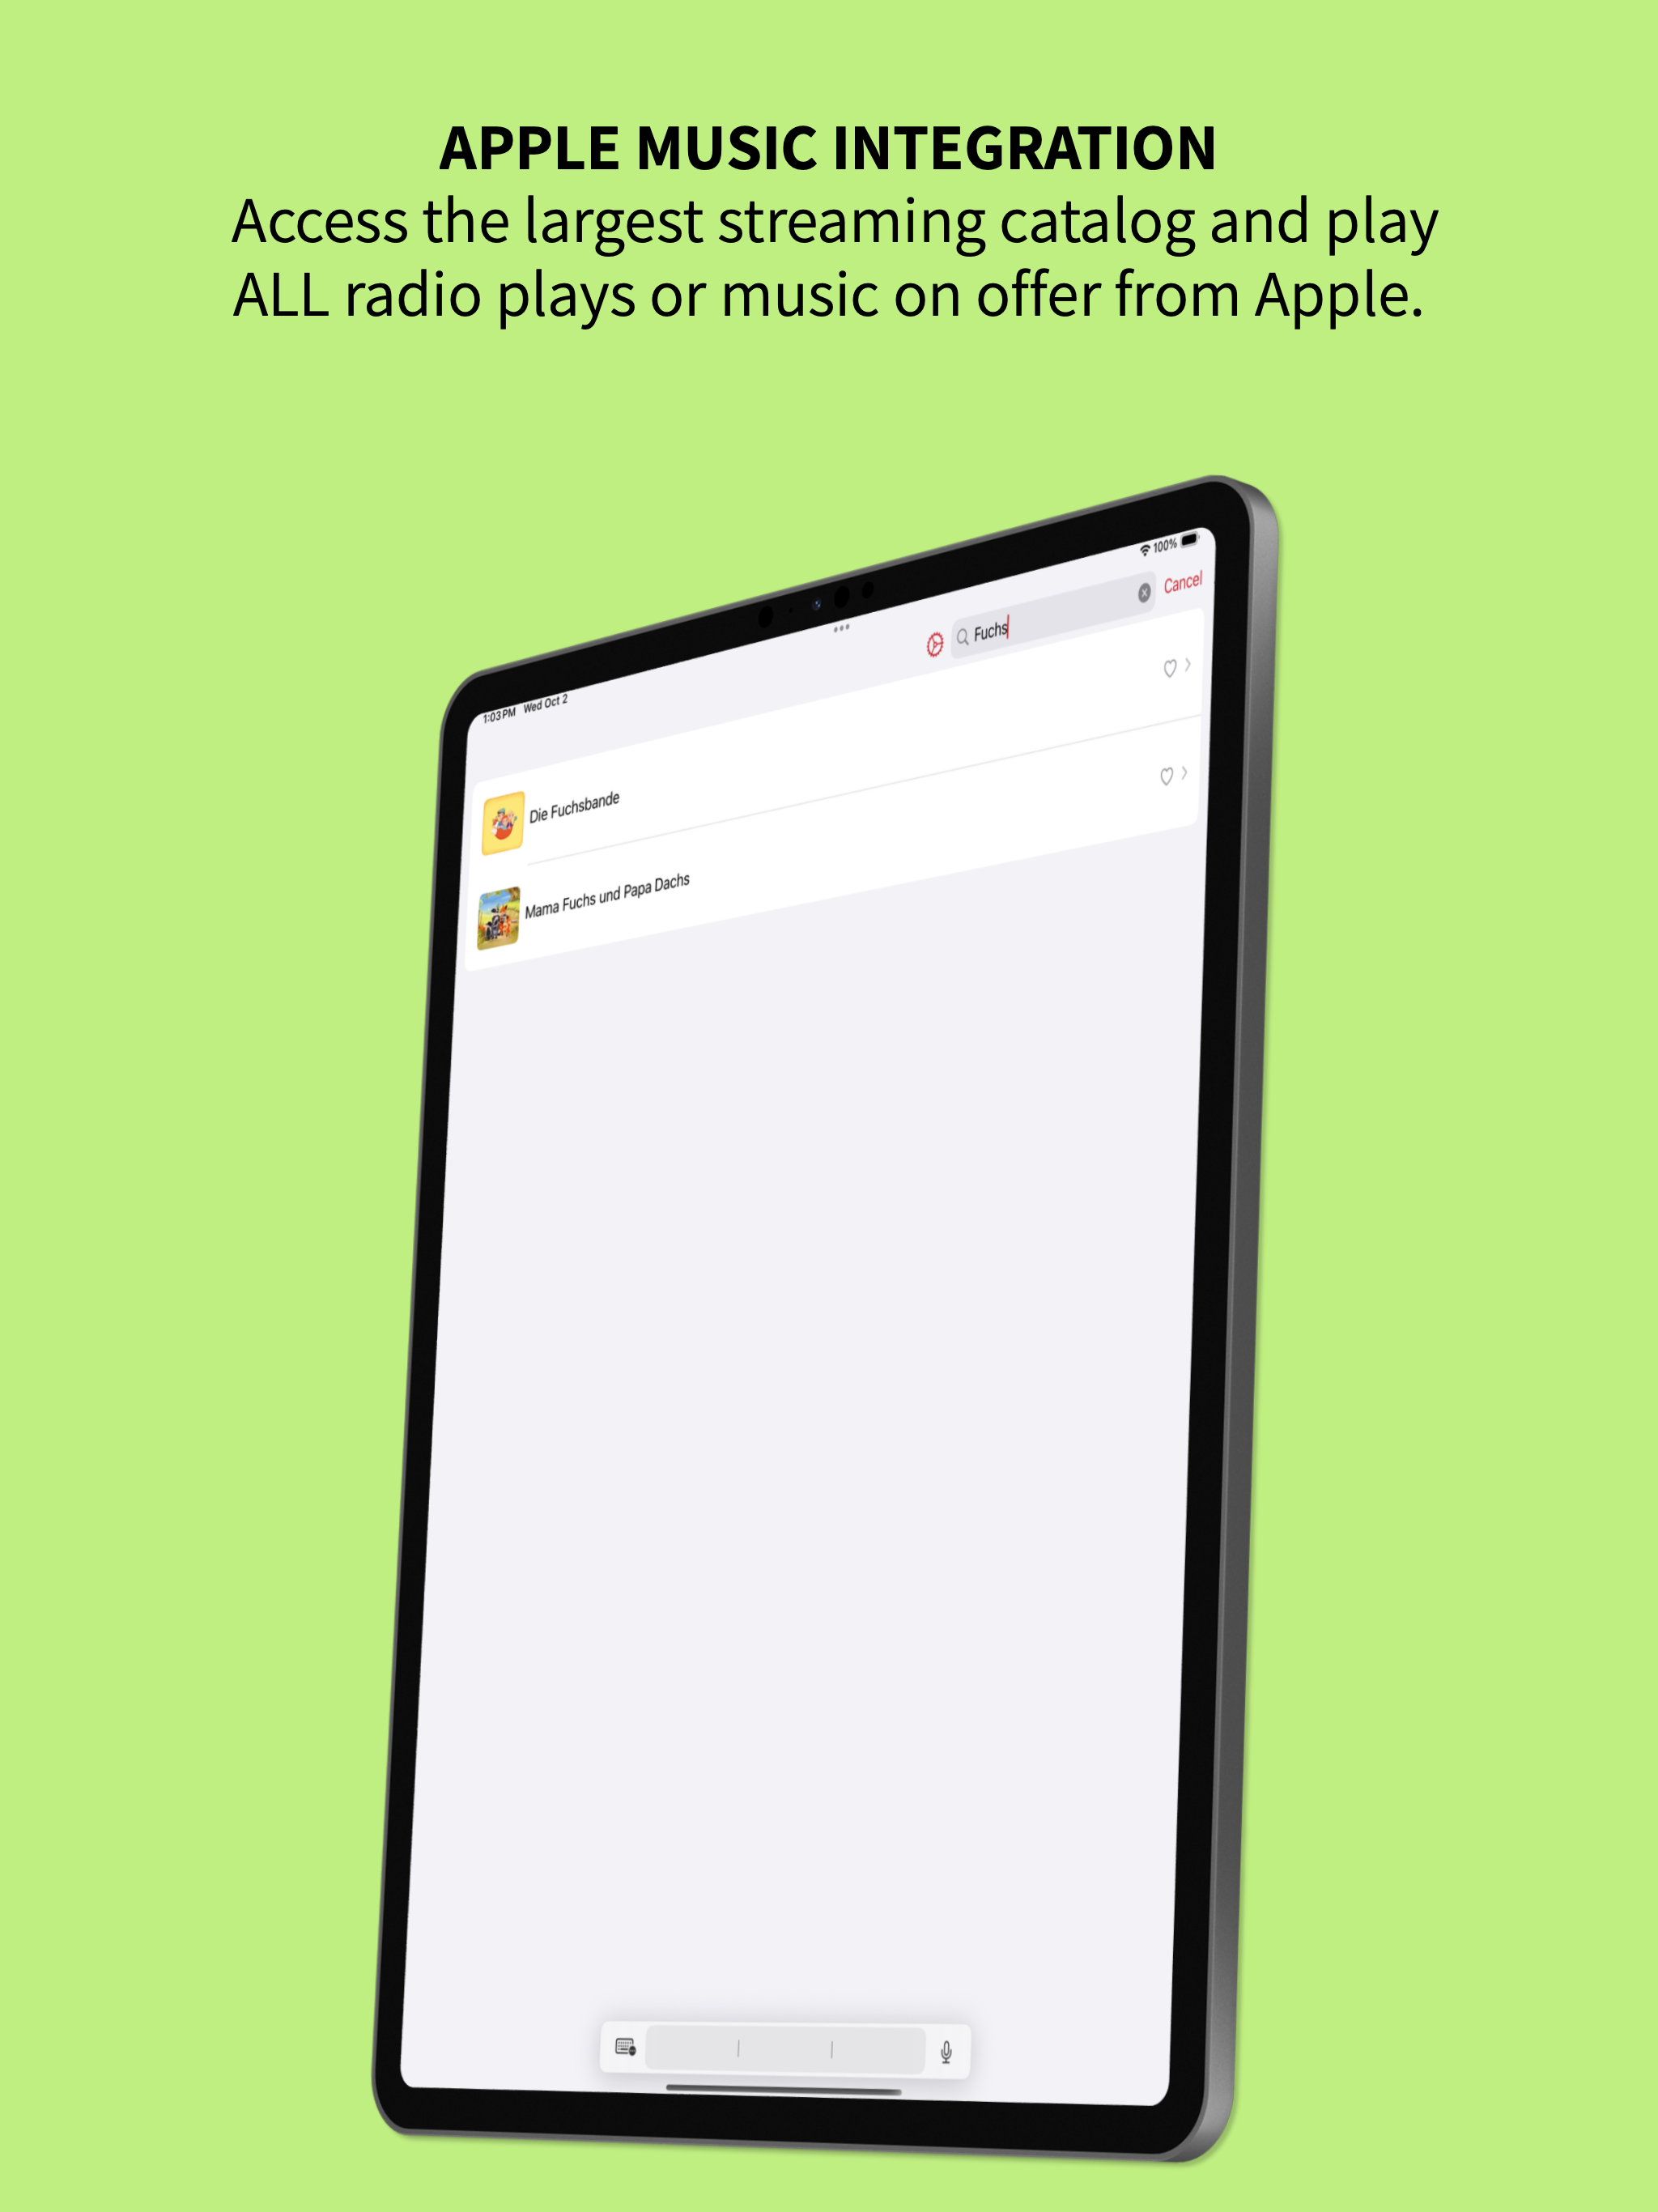 APPLE MUSIC INTEGRATION
Access the largest streaming catalog and play
ALL radio plays or music on offer from Apple.
1:03 PM Wed Oct 2
100%
Fuchs
Cancel
Die Fuchsbande
Mama Fuchs und Papa Dachs